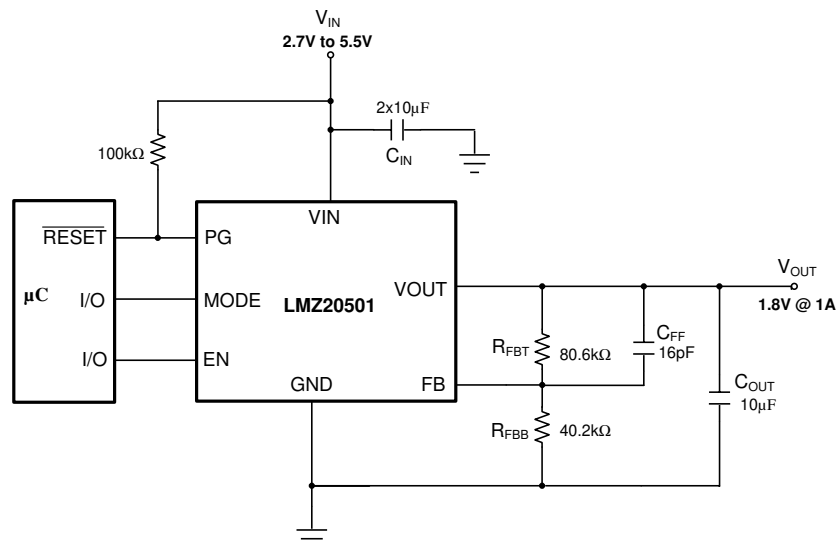 VIN
2.7V to 5.5V
2x10µF
CIN
100kΩ
VIN
RESET
PG
µC
I/O
MODE
LMZ20501
VOUT
VOUT
1.8V @ 1A
I/O
EN
GND
FB
RFBT
80.6kΩ
CFF
16pF
COUT
10µF
RFBB
40.2kΩ